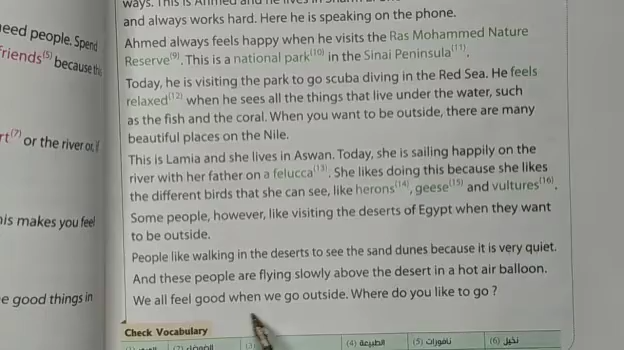 ways. This is Ahmed and he lives in Sharm
and always works hard. Here he is speaking on the phone.
Ahmed always feels happy when he visits the Ras Mohammed Nature
Reserve(9). This is a national park(10) in the Sinai Peninsula(11).
Today, he is visiting the park to go scuba diving in the Red Sea. He feels
relaxed(12) when he sees all the things that live under the water, such
as the fish and the coral. When you want to be outside, there are many
beautiful places on the Nile.
This is Lamia and she lives in Aswan. Today, she is sailing happily on the
river with her father on a felucca(13). She likes doing this because she likes
the different birds that she can see, like herons(14), geese(15) and vultures(16).
Some people, however, like visiting the deserts of Egypt when they want
to be outside.
People like walking in the deserts to see the sand dunes because it is very quiet.
And these people are flying slowly above the desert in a hot air balloon.
We all feel good when we go outside. Where do you like to go ?
Check Vocabulary
(4) الطبيعة (5) نافورات (6) نخيل
need people. Spend
friends(5) because
(7) or the river or
his makes you feel
e good things in